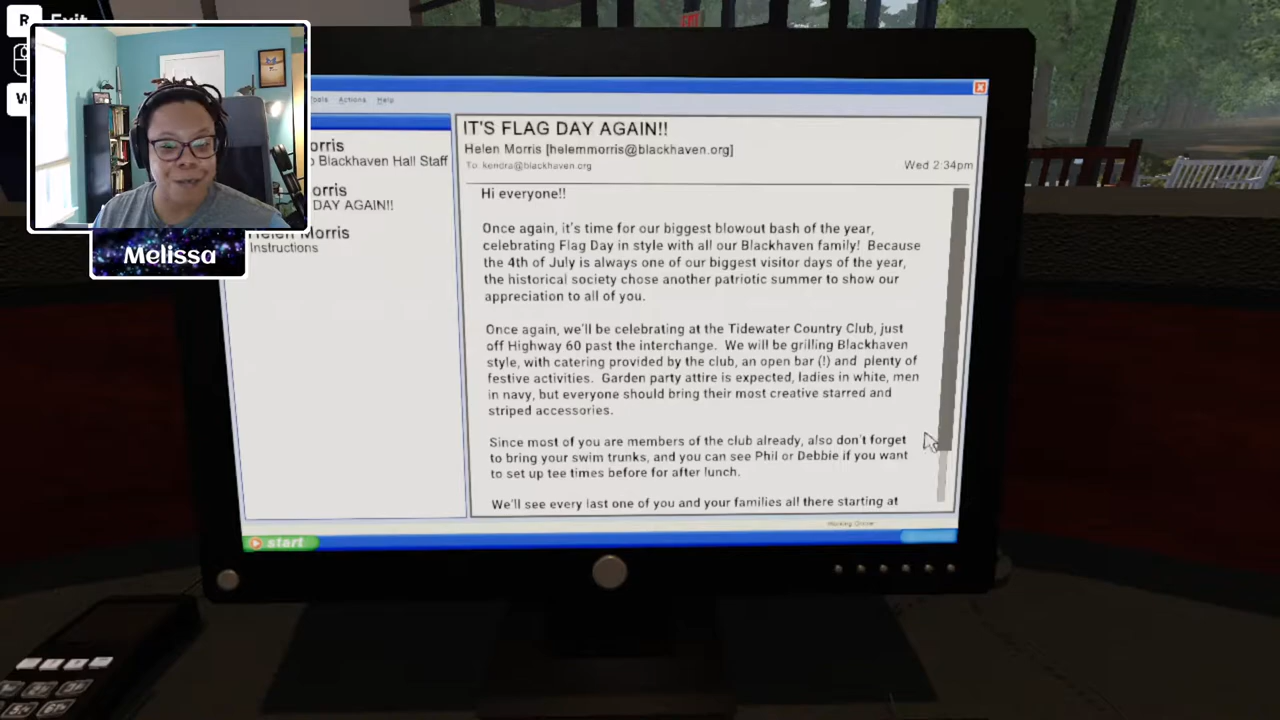 R Exit
Melissa
Tools Actions Help
Morris
Blackhaven Hall Staff
Morris
DAY AGAIN!!
Helen Morris
Instructions
IT'S FLAG DAY AGAIN!!
Helen Morris [helemmorris@blackhaven.org]
To: kendra@blackhaven.org
Wed 2:34pm
Hi everyone!!
Once again, it's time for our biggest blowout bash of the year,
celebrating Flag Day in style with all our Blackhaven family! Because
the 4th of July is always one of our biggest visitor days of the year,
the historical society chose another patriotic summer to show our
appreciation to all of you.
Once again, we'll be celebrating at the Tidewater Country Club, just
off Highway 60 past the interchange. We will be grilling Blackhaven
style, with catering provided by the club, an open bar (!) and plenty of
festive activities. Garden party attire is expected, ladies in white, men
in navy, but everyone should bring their most creative starred and
striped accessories.
Since most of you are members of the club already, also don't forget
to bring your swim trunks, and you can see Phil or Debbie if you want
to set up tee times before for after lunch.
We'll see every last one of you and your families all there starting at
start
EXIT